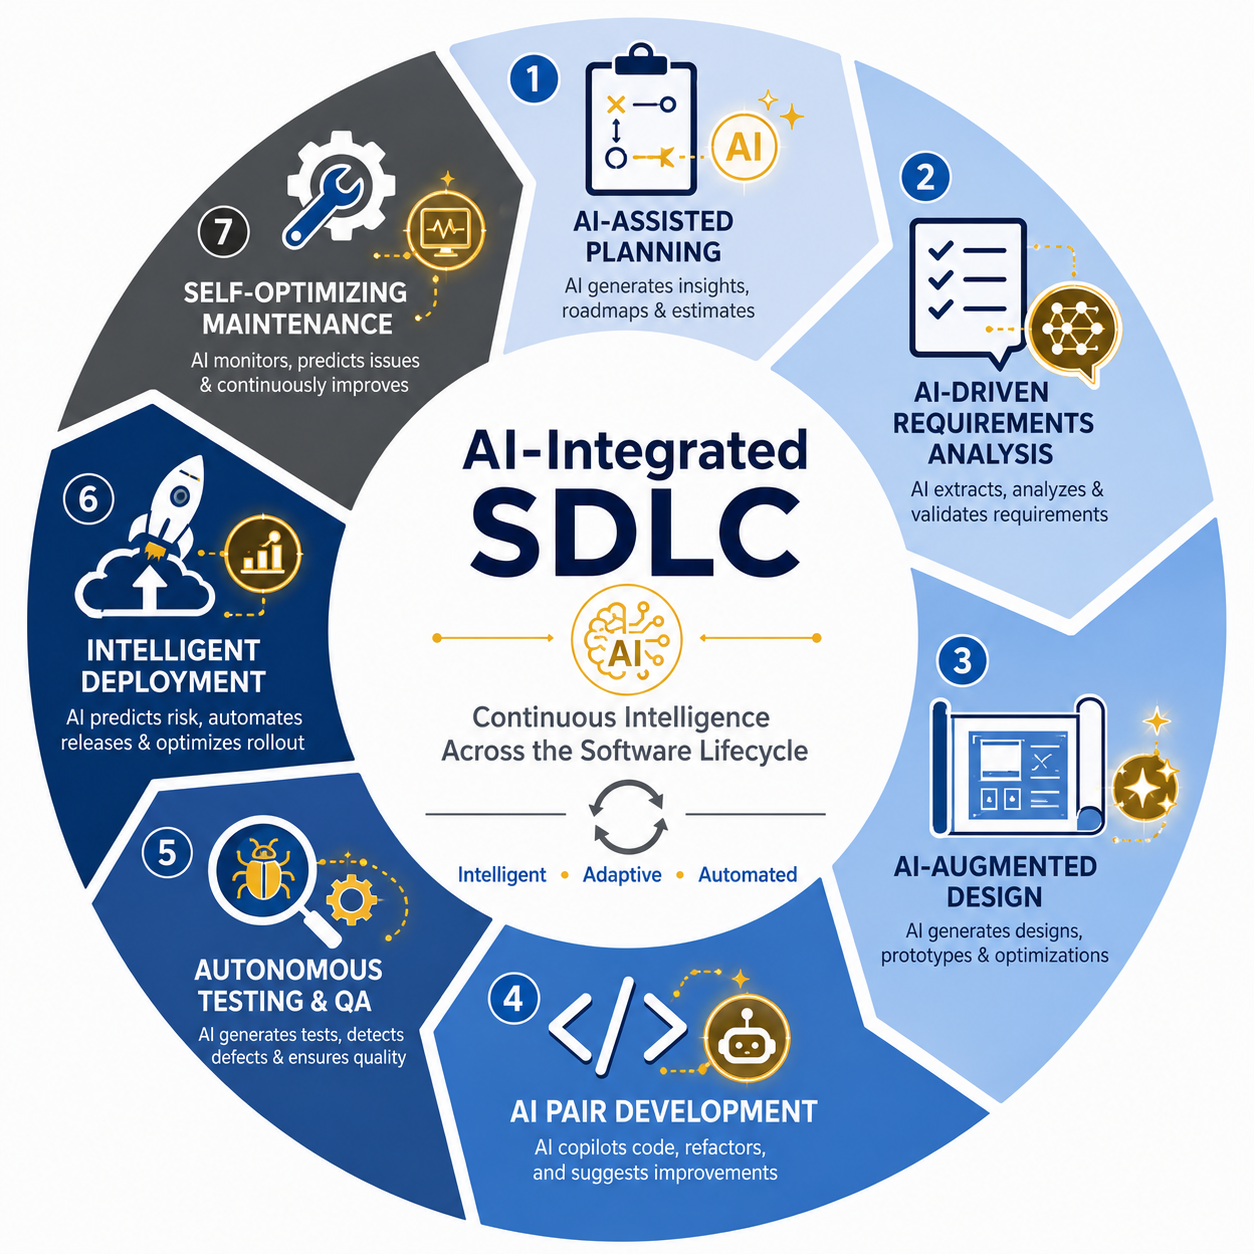 AI-Integrated
SDLC
AI
Continuous Intelligence
Across the Software Lifecycle
Intelligent • Adaptive • Automated
1
AI
AI-ASSISTED
PLANNING
AI generates insights,
roadmaps & estimates
2
AI-DRIVEN
REQUIREMENTS
ANALYSIS
AI extracts, analyzes &
validates requirements
3
AI-AUGMENTED
DESIGN
AI generates designs,
prototypes & optimizations
4
AI PAIR DEVELOPMENT
AI copilots code, refactors,
and suggests improvements
5
AUTONOMOUS
TESTING & QA
AI generates tests, detects
defects & ensures quality
6
INTELLIGENT
DEPLOYMENT
AI predicts risk, automates
releases & optimizes rollout
7
SELF-OPTIMIZING
MAINTENANCE
AI monitors, predicts issues
& continuously improves